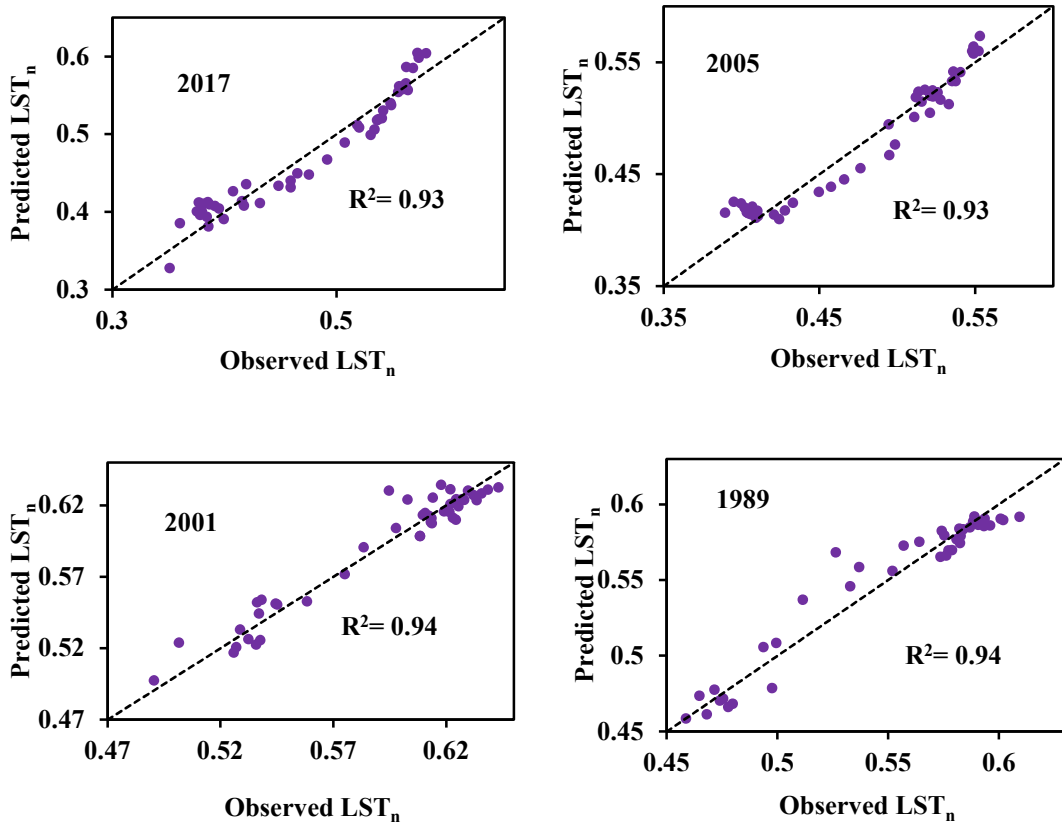 Predicted LSTn
0.6
0.5
0.4
0.3
2017
R2= 0.93
0.3
0.5
Observed LSTn
Predicted LSTn
0.55
0.45
0.35
2005
R2= 0.93
0.35
0.45
0.55
Observed LSTn
Predicted LSTn
0.62
0.57
0.52
0.47
2001
R2= 0.94
0.47
0.52
0.57
0.62
Observed LSTn
Predicted LSTn
0.6
0.55
0.5
0.45
1989
R2= 0.94
0.45
0.5
0.55
0.6
Observed LSTn